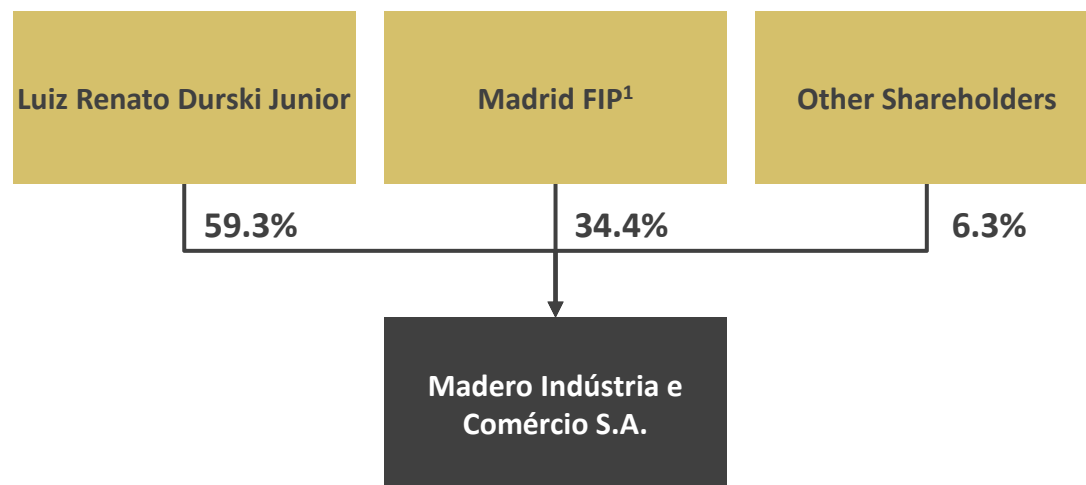 Luiz Renato Durski Junior
Madrid FIP¹
Other Shareholders
59.3%
34.4%
6.3%
Madero Indústria e
Comércio S.A.